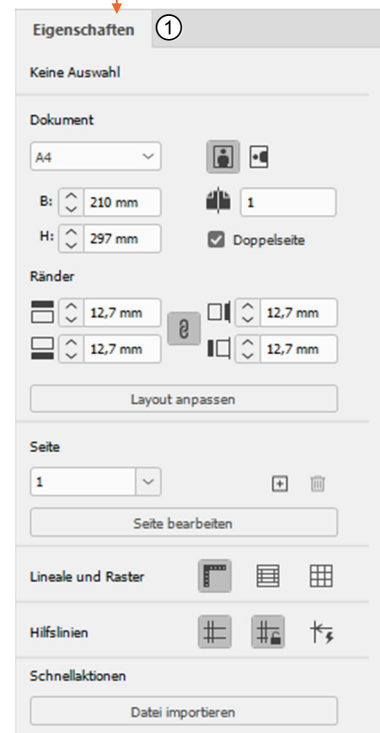 Eigenschaften 1
Keine Auswahl
Dokument
A4
B: 210 mm 1
H: 297 mm Doppelseite
Ränder
12,7 mm 12,7 mm
12,7 mm 12,7 mm
Layout anpassen
Seite
1
Seite bearbeiten
Lineale und Raster
Hilfslinien
Schnellaktionen
Datei importieren